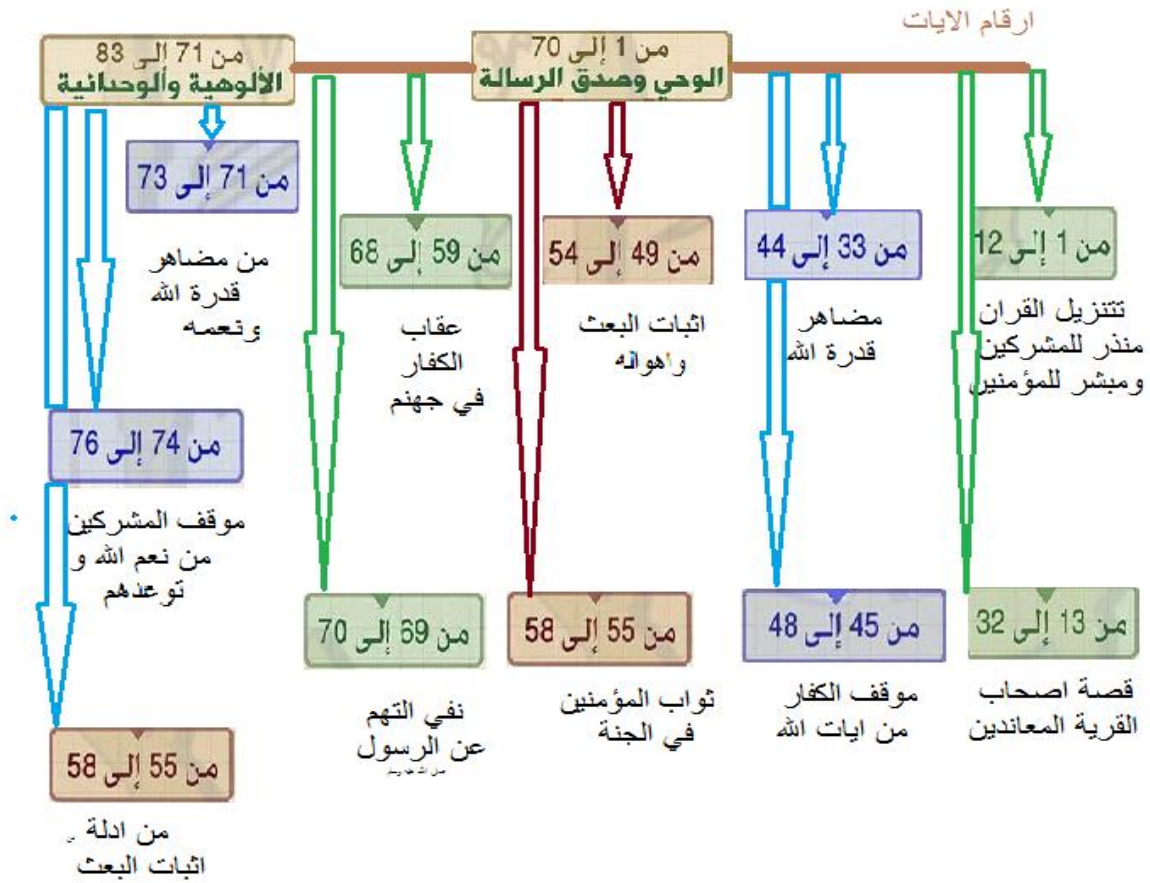 ارقام الايات
من 1 إلى 70
الوحي وصدق الرسالة
من 71 إلى 83
الألوهية والوحدانية
من 1 إلى 12
تتنزيل القران
منذر للمشركين
ومبشر للمؤمنين
من 13 إلى 32
قصة اصحاب
القرية المعاندين
من 33 إلى 44
مضاهر
قدرة الله
من 45 إلى 48
موقف الكفار
من ايات الله
من 49 إلى 54
اثبات البعث
واهواله
من 55 إلى 58
ثواب المؤمنين
في الجنة
من 59 إلى 68
عقاب
الكفار
في جهنم
من 69 إلى 70
نفي التهم
عن الرسول
صلى الله عليه وسلم
من 71 إلى 73
من مضاهر
قدرة الله
ونعمه
من 74 إلى 76
موقف المشركين
من نعم الله و
توعدهم
من 55 إلى 58
من ادلة
اثبات البعث